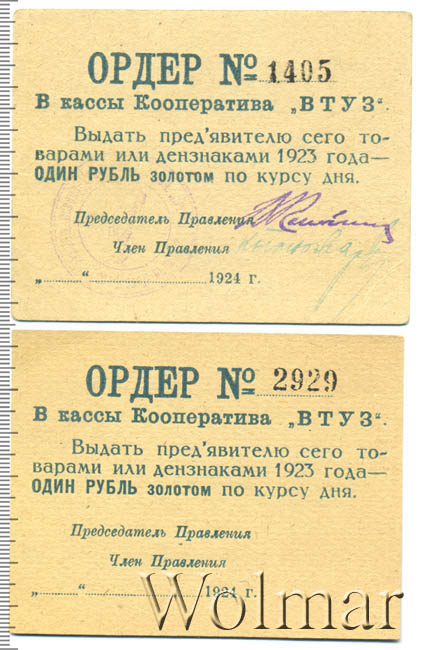 ОРДЕР № 1405
В кассы Кооператива „ВТУЗ“.
Выдать пред'явителю сего то-
варами или дензнаками 1923 года—
ОДИН РУБЛЬ золотом по курсу дня.
Председатель Правления
Член Правления
„......“........................1924 г.
ОРДЕР № 2929
В кассы Кооператива „ВТУЗ“.
Выдать пред'явителю сего то-
варами или дензнаками 1923 года—
ОДИН РУБЛЬ золотом по курсу дня.
Председатель Правления
Член Правления
„......“........................1924 г.
Wolmar